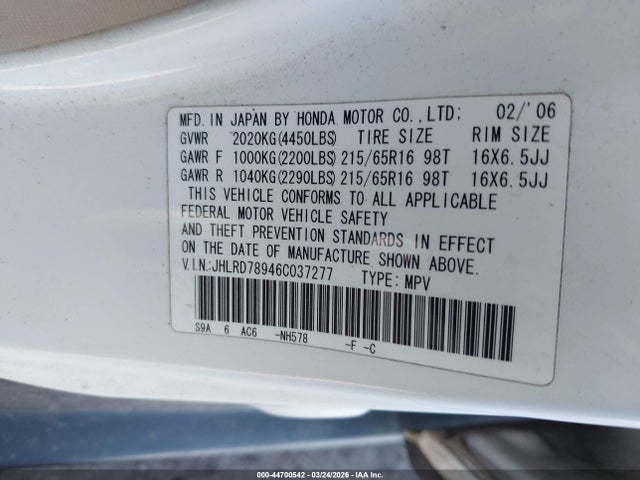 MFD. IN JAPAN BY HONDA MOTOR CO., LTD; 02/'06
GVWR 2020KG(4450LBS) TIRE SIZE RIM SIZE
GAWR F 1000KG(2200LBS) 215/65R16 98T 16X6.5JJ
GAWR R 1040KG(2290LBS) 215/65R16 98T 16X6.5JJ
THIS VEHICLE CONFORMS TO ALL APPLICABLE
FEDERAL MOTOR VEHICLE SAFETY
AND THEFT PREVENTION STANDARDS IN EFFECT
ON THE DATE OF MANUFACTURE SHOWN ABOVE.
V.I.N.:JHLRD78946C037277 TYPE: MPV
S9A 6 AC6 -NH578 -F -C
000-44700542 - 03/24/2026 - IAA Inc.